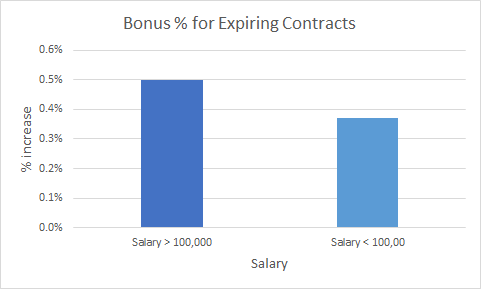 Bonus % for Expiring Contracts
0.6%
0.5%
0.4%
0.3%
0.2%
0.1%
0.0%
% increase
Salary > 100,000
Salary < 100,00
Salary